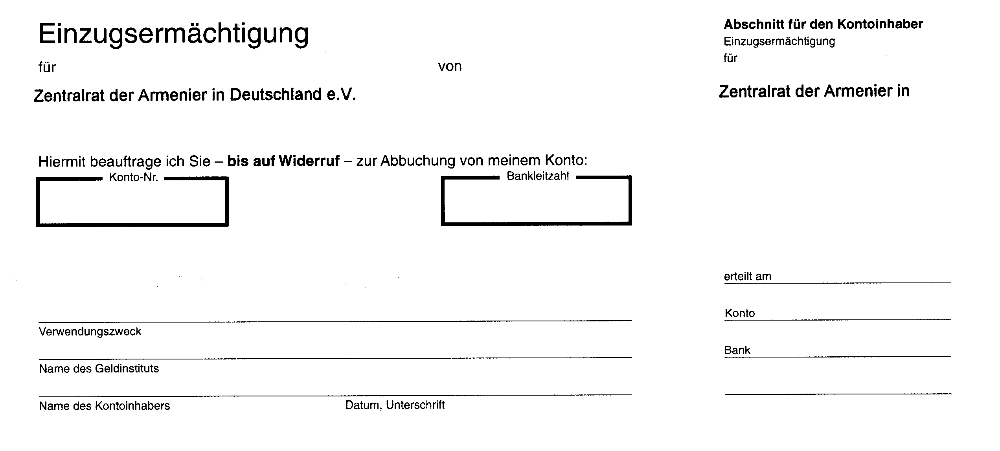 Einzugsermächtigung
für
von
Zentralrat der Armenier in Deutschland e.V.
Hiermit beauftrage ich Sie – bis auf Widerruf – zur Abbuchung von meinem Konto:
Konto-Nr.
Bankleitzahl
Verwendungszweck
Name des Geldinstituts
Name des Kontoinhabers
Datum, Unterschrift
Abschnitt für den Kontoinhaber
Einzugsermächtigung
für
Zentralrat der Armenier in
erteilt am
Konto
Bank